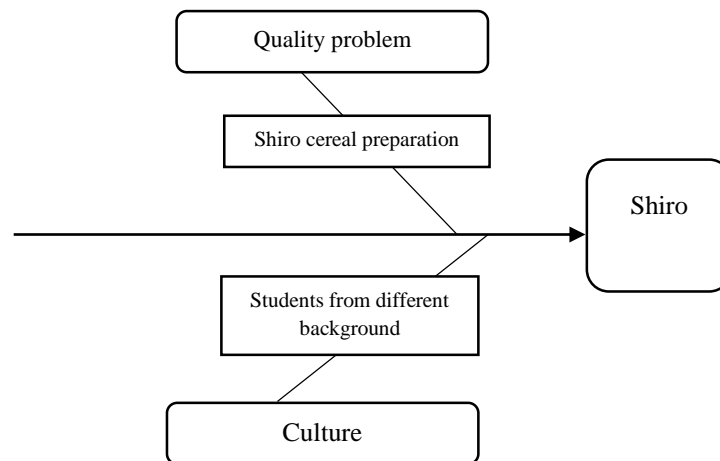 Quality problem
Shiro cereal preparation
Shiro
Students from different
background
Culture